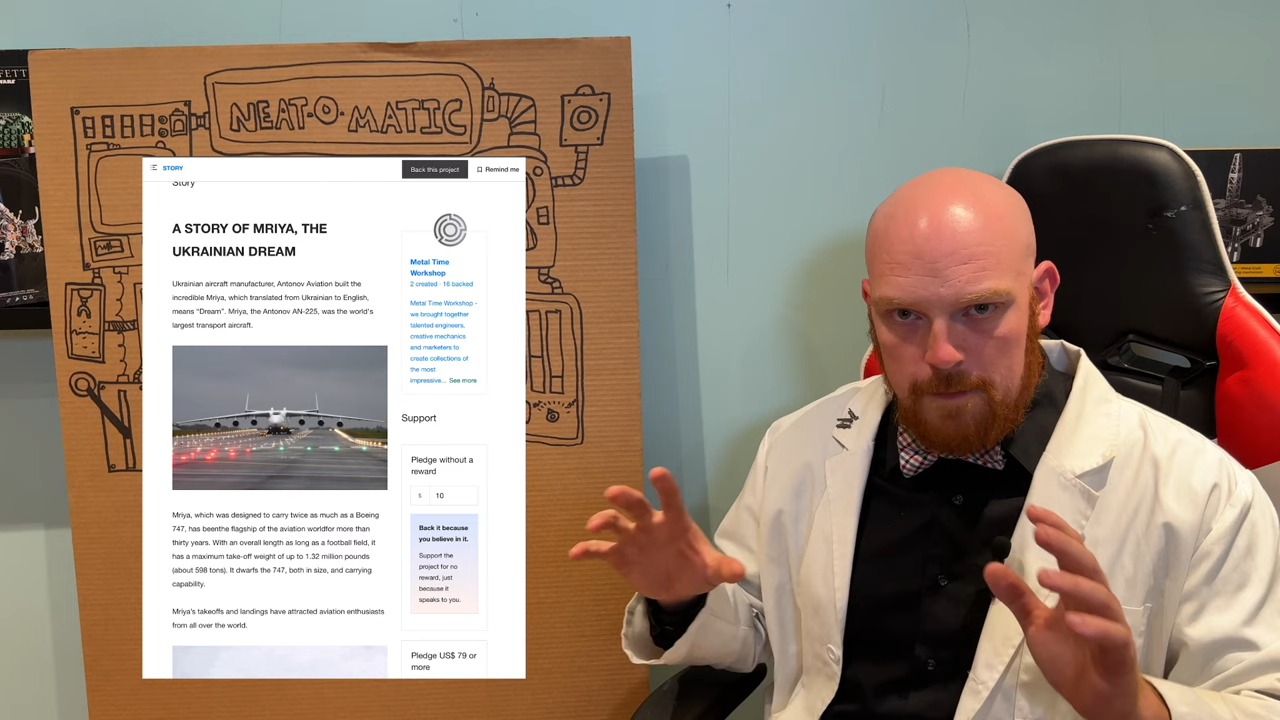 FETT
NEAT-O-MATIC
STORY
Back this project
Remind me
Story
A STORY OF MRIYA, THE
UKRAINIAN DREAM
Ukrainian aircraft manufacturer, Antonov Aviation built the
incredible Mriya, which translated from Ukrainian to English,
means “Dream”. Mriya, the Antonov AN-225, was the world's
largest transport aircraft.
Mriya, which was designed to carry twice as much as a Boeing
747, has beenthe flagship of the aviation worldfor more than
thirty years. With an overall length as long as a football field, it
has a maximum take-off weight of up to 1.32 million pounds
(about 598 tons). It dwarfs the 747, both in size, and carrying
capability.
Mriya's takeoffs and landings have attracted aviation enthusiasts
from all over the world.
Metal Time
Workshop
2 created · 16 backed
Metal Time Workshop -
we brought together
talented engineers,
creative mechanics
and marketers to
create collections of
the most
impressive... See more
Support
Pledge without a
reward
$ 10
Back it because
you believe in it.
Support the
project for no
reward, just
because it
speaks to you.
Pledge US$ 79 or
more